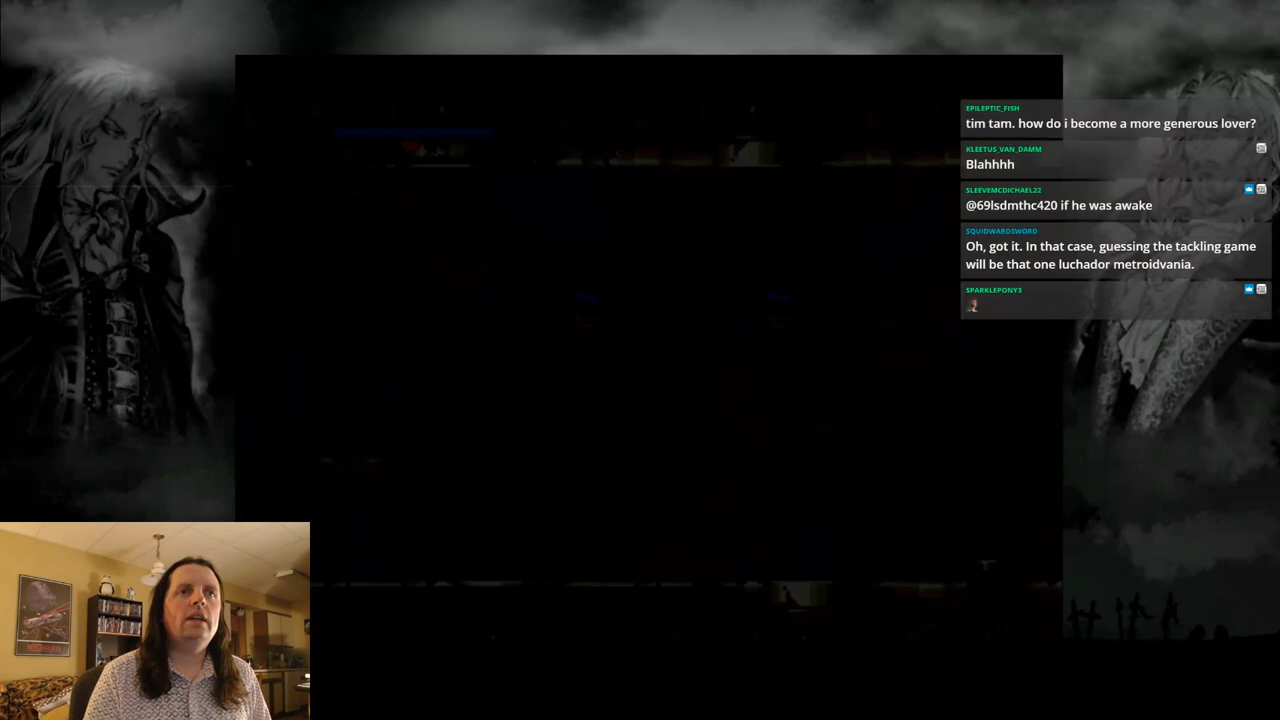 EPILEPTIC_FISH
tim tam. how do i become a more generous lover?
KLEETUS_VAN_DAMM
Blahhhh
SLEEVEMCDICHAEL22
@69lsdmthc420 if he was awake
SQUIDWARDSWORD
Oh, got it. In that case, guessing the tackling game
will be that one luchador metroidvania.
SPARKLEPONY3